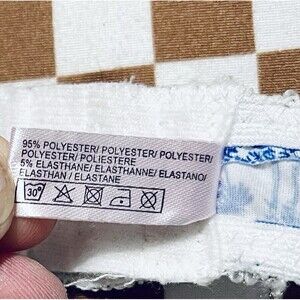 95% POLYESTER/ POLYESTER/ POLYESTER/
POLYESTER/ POLIESTERE
5% ELASTHANE/ ELASTHANNE/ ELASTANO/
ELASTHAN / ELASTANE
30°